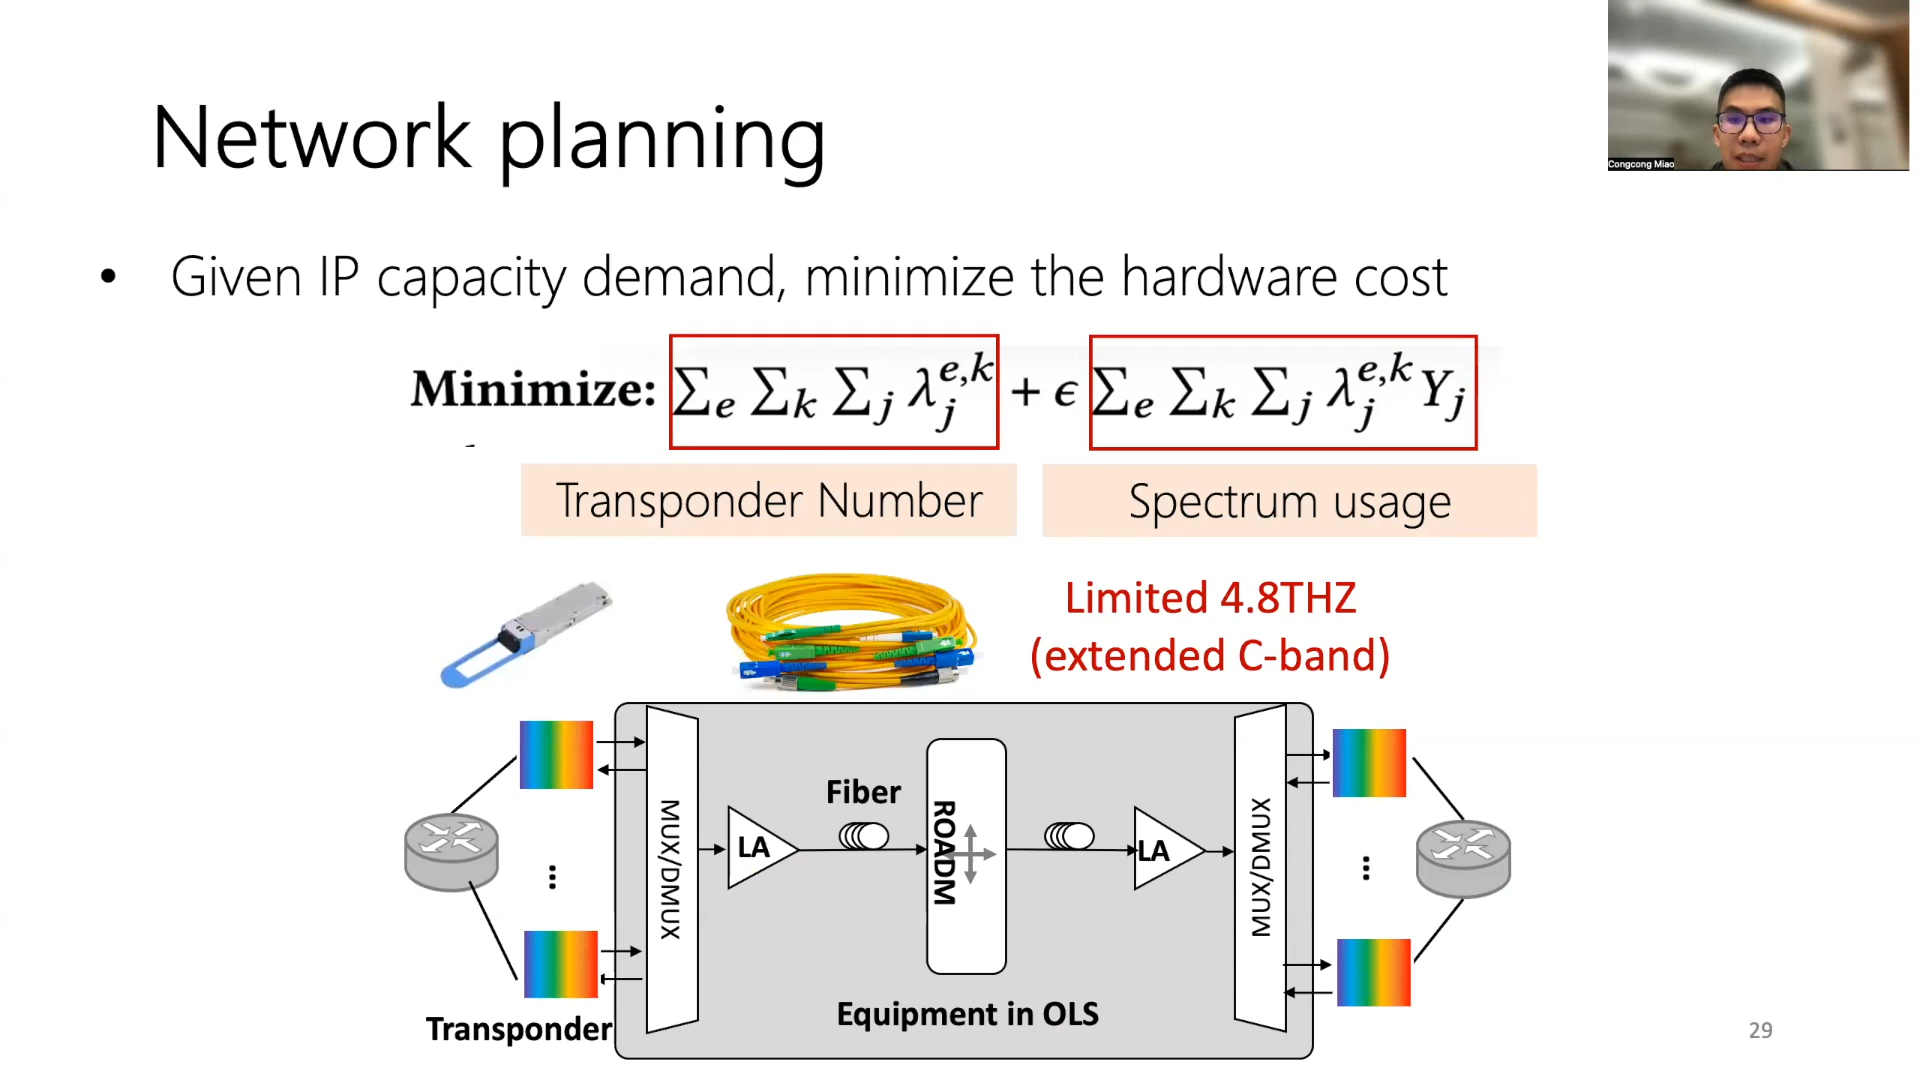 Congcong Miao
Network planning
• Given IP capacity demand, minimize the hardware cost
Minimize: ∑e ∑k ∑j λj^{e,k} + ϵ ∑e ∑k ∑j λj^{e,k} Yj
Transponder Number
Spectrum usage
Limited 4.8THZ
(extended C-band)
MUX/DMUX
LA
Fiber
ROADM
LA
MUX/DMUX
Equipment in OLS
Transponder
29